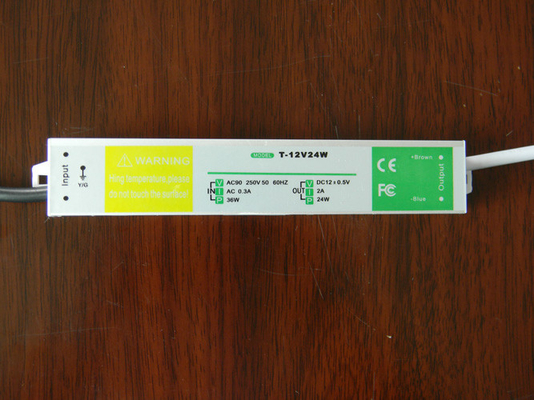 MODEL T-12V24W
Input
Y/G
WARNING
IN
V AC90 250V 50 60HZ
I AC 0.3A
P 36W
OUT
V DC12 ± 0.5V
I 2A
P 24W
CE
FC
+Brown
-Blue
Output